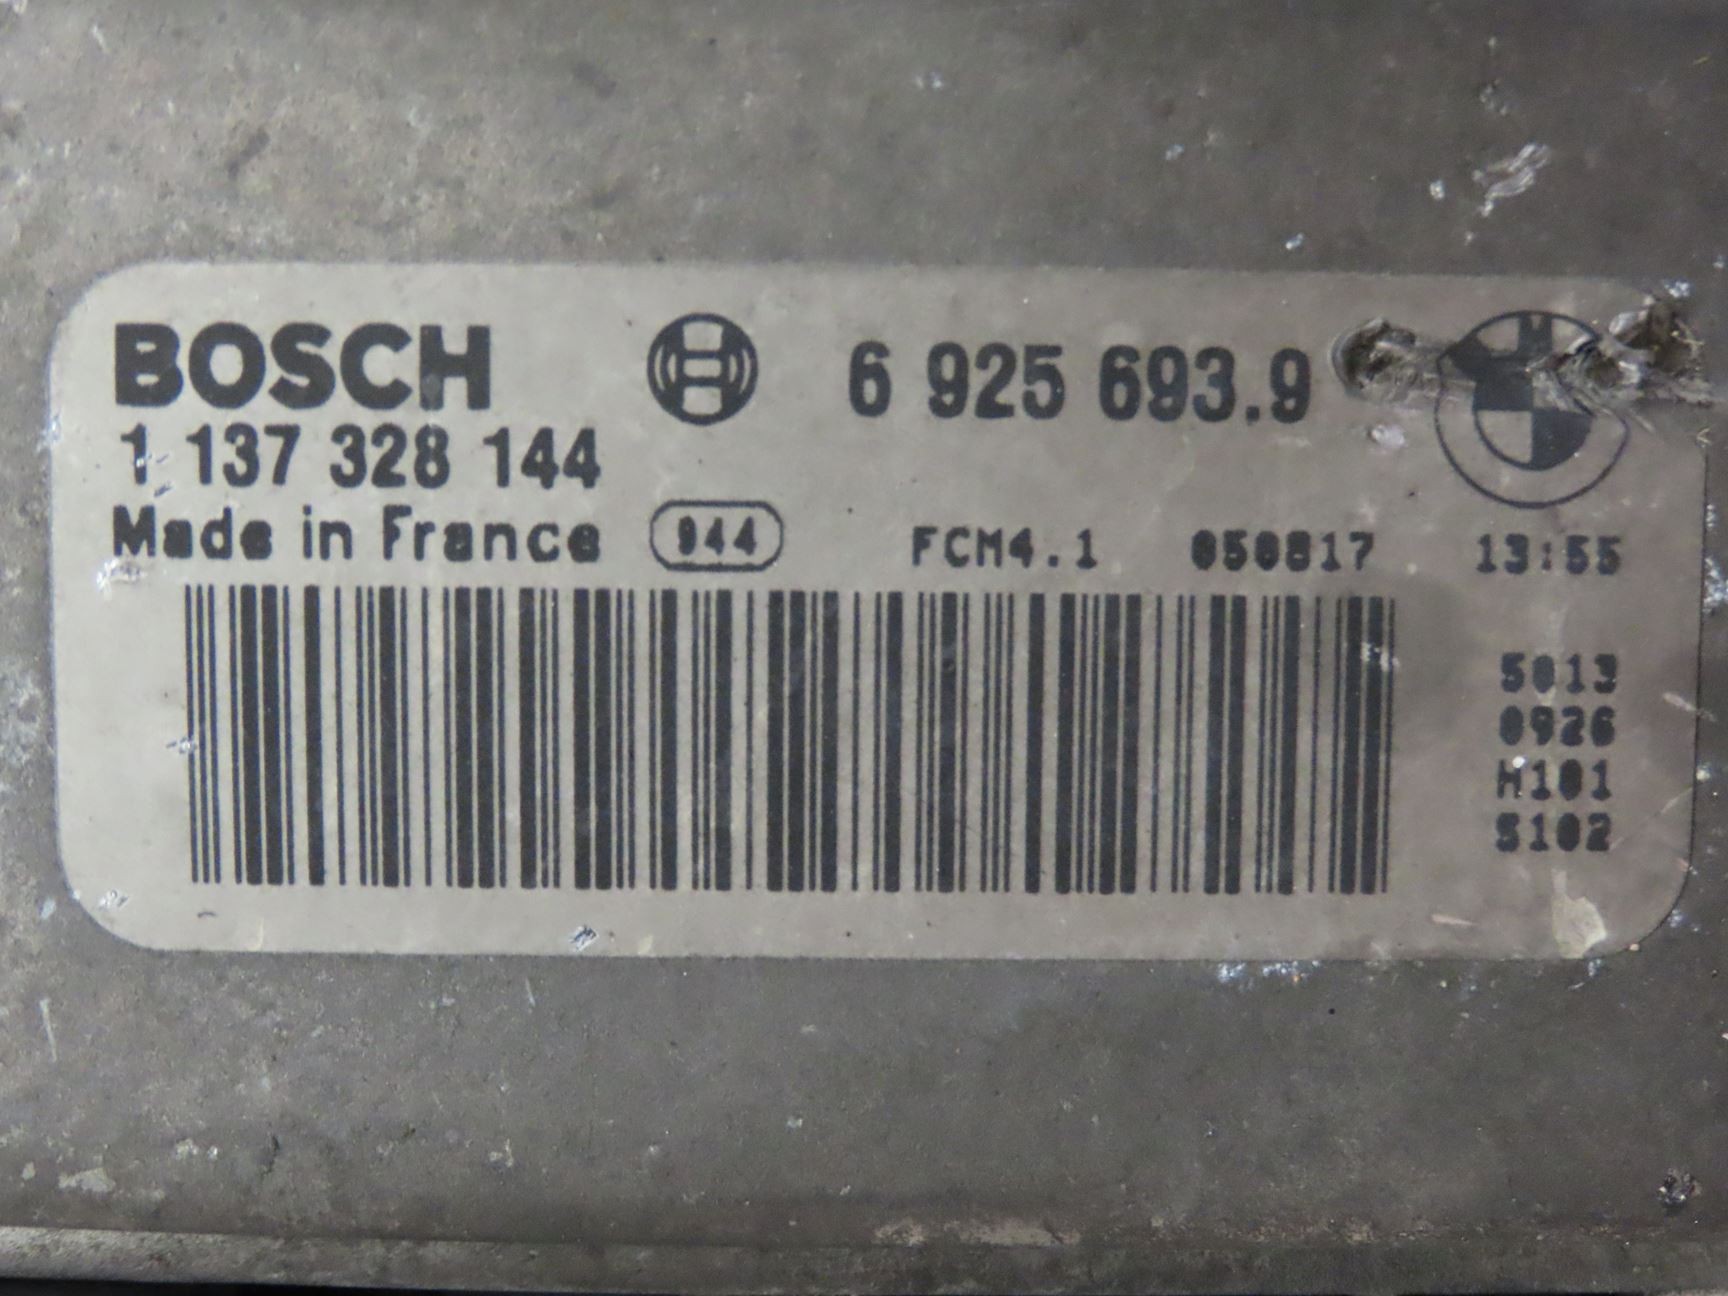 BOSCH 6 925 693.9
1 137 328 144
Made in France 044 FCM4.1 050817 13:55
5013
0926
H101
S102